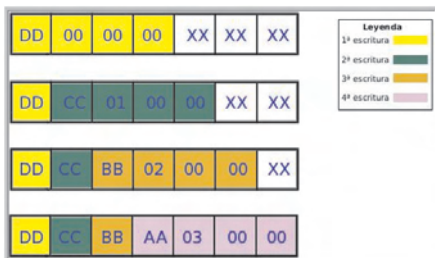 DD 00 00 00 XX XX XX
DD CC 01 00 00 XX XX
DD CC BB 02 00 00 XX
DD CC BB AA 03 00 00
Leyenda
1ª escritura
2ª escritura
3ª escritura
4ª escritura